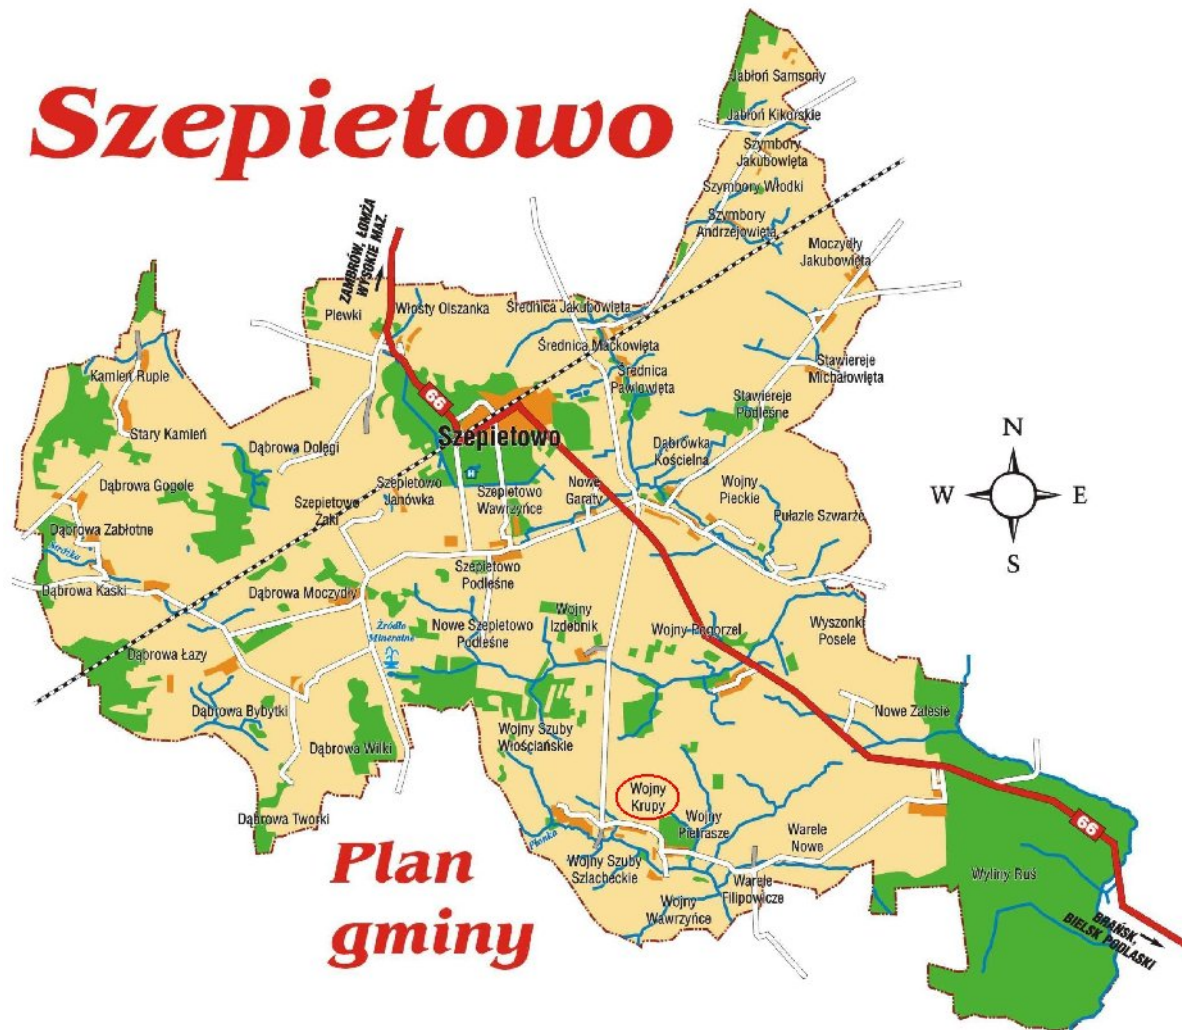 Szepietowo
Jabłoń Samsony
Jabłoń Kikorskie
Szymbory
Jakubowięta
Szymbory Włodki
Szymbory
Andrzejowięta
Moczydły
Jakubowięta
ZAMBRÓW, ŁOMŻA
WYSOKIE MAZ.
Plewki
Włosty Olszanka
Średnica Jakubowięta
Średnica Maćkowięta
Średnica
Pawłowięta
Stawiereje
Michałowięta
Stawiereje
Podleśne
Kamień Rupie
Stary Kamień
66
Szepietowo
Dąbrowa Dołęgi
Dąbrówka
Kościelna
Dąbrowa Gogole
Szepietowo
Janówka
H
Szepietowo
Wawrzyńce
Nowe
Garaty
Wojny
Pieckie
Szepietowo
Żaki
Pułazie Świerże
Dąbrowa Zabłotne
Siródka
Dąbrowa Kaski
Dąbrowa Moczydły
Szepietowo
Podleśne
Źródło
Mineralne
Nowe Szepietowo
Podleśne
Wojny
Izdebnik
Wojny Pogorzel
Wyszonki
Posele
Dąbrowa Łazy
Dąbrowa Bybytki
Dąbrowa Wilki
Wojny Szuby
Włościańskie
Nowe Zalesie
Dąbrowa Tworki
Wojny
Krupy
Wojny
Pietrasze
Płonka
Wojny Szuby
Szlacheckie
Warele
Nowe
Warele
Filipowicze
Wojny
Wawrzyńce
66
Wyliny Ruś
BRAŃSK,
BIELSK PODLASKI
Plan
gminy
N
W
E
S